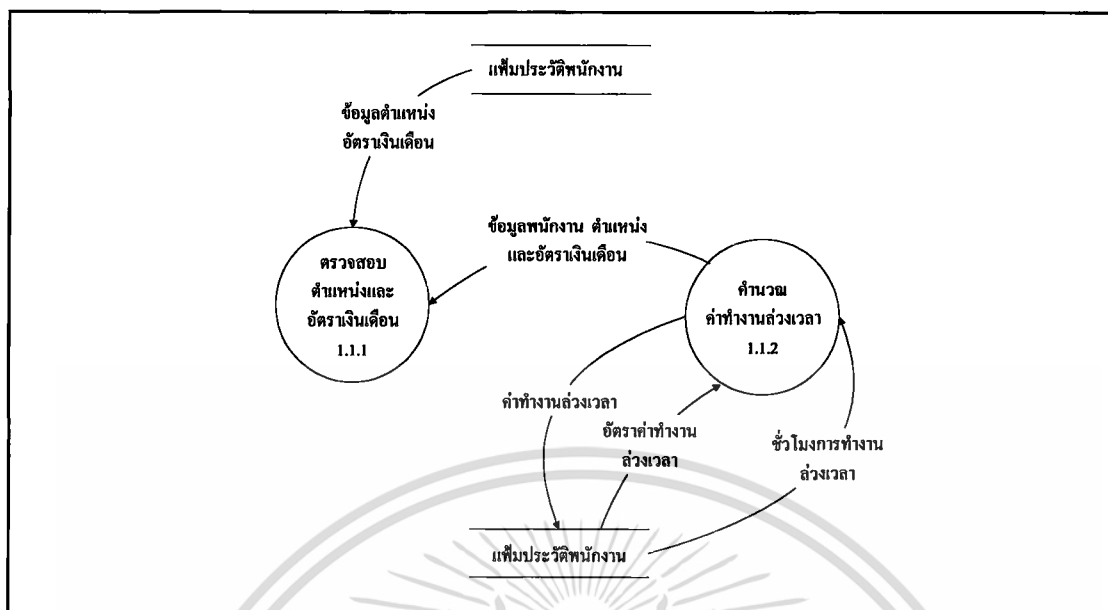 แฟ้มประวัติพนักงาน
ข้อมูลตำแหน่ง
อัตราเงินเดือน
ข้อมูลพนักงาน ตำแหน่ง
และอัตราเงินเดือน
ตรวจสอบ
ตำแหน่งและ
อัตราเงินเดือน
1.1.1
คำนวณ
ค่าทำงานล่วงเวลา
1.1.2
ค่าทำงานล่วงเวลา
อัตราค่าทำงาน
ล่วงเวลา
ชั่วโมงการทำงาน
ล่วงเวลา
แฟ้มประวัติพนักงาน